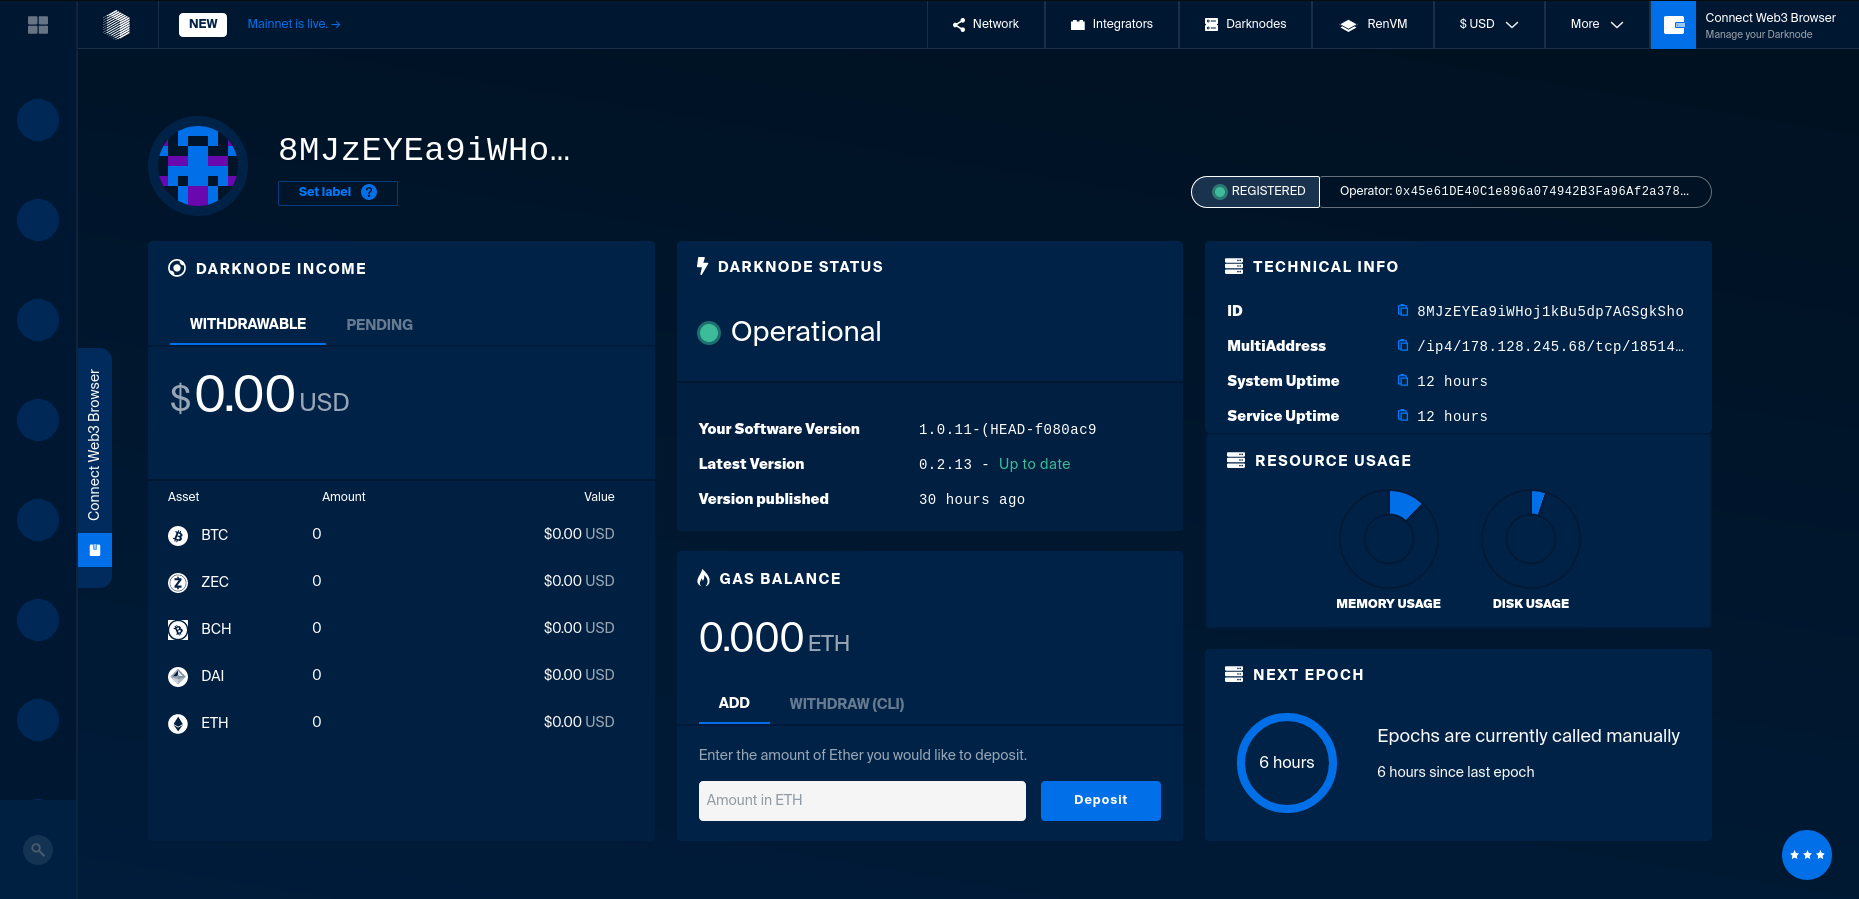 NEW
Mainnet is live. →
Network
Integrators
Darknodes
RenVM
$ USD
More
Connect Web3 Browser
Manage your Darknode
8MJzEYEa9iWHo…
Set label ?
REGISTERED
Operator: 0x45e61DE40C1e896a074942B3Fa96Af2a378…
Connect Web3 Browser
DARKNODE INCOME
WITHDRAWABLE
PENDING
$0.00 USD
Asset Amount Value
BTC 0 $0.00 USD
ZEC 0 $0.00 USD
BCH 0 $0.00 USD
DAI 0 $0.00 USD
ETH 0 $0.00 USD
DARKNODE STATUS
Operational
Your Software Version 1.0.11-(HEAD-f080ac9
Latest Version 0.2.13 - Up to date
Version published 30 hours ago
GAS BALANCE
0.000 ETH
ADD
WITHDRAW (CLI)
Enter the amount of Ether you would like to deposit.
Amount in ETH
Deposit
TECHNICAL INFO
ID 8MJzEYEa9iWHoj1kBu5dp7AGSgkSho
MultiAddress /ip4/178.128.245.68/tcp/18514…
System Uptime 12 hours
Service Uptime 12 hours
RESOURCE USAGE
MEMORY USAGE
DISK USAGE
NEXT EPOCH
6 hours
Epochs are currently called manually
6 hours since last epoch